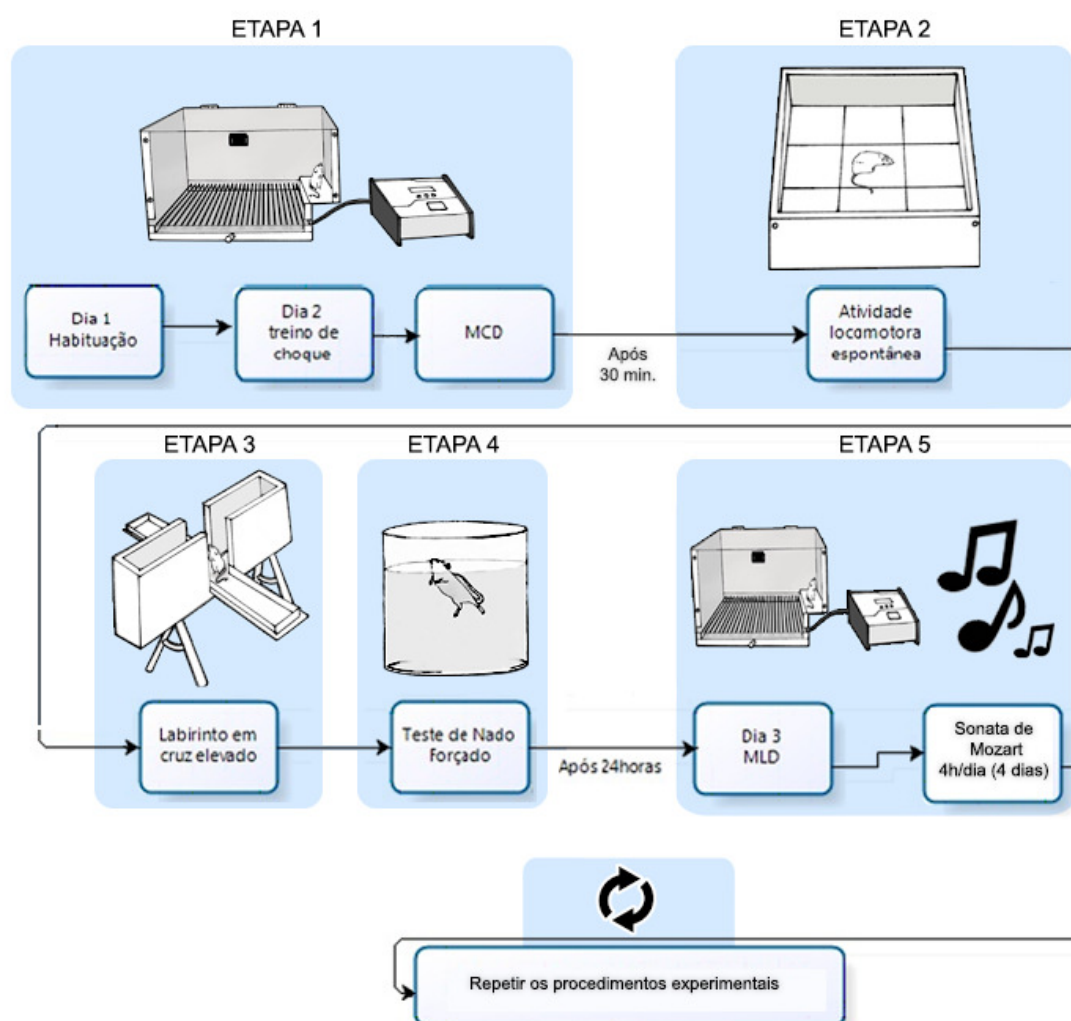 ETAPA 1
ETAPA 2
Dia 1
Habituação
Dia 2
treino de
choque
MCD
Após
30 min.
Atividade
locomotora
espontânea
ETAPA 3
ETAPA 4
ETAPA 5
Labirinto em
cruz elevado
Teste de Nado
Forçado
Após 24horas
Dia 3
MLD
Sonata de
Mozart
4h/dia (4 dias)
Repetir os procedimentos experimentais